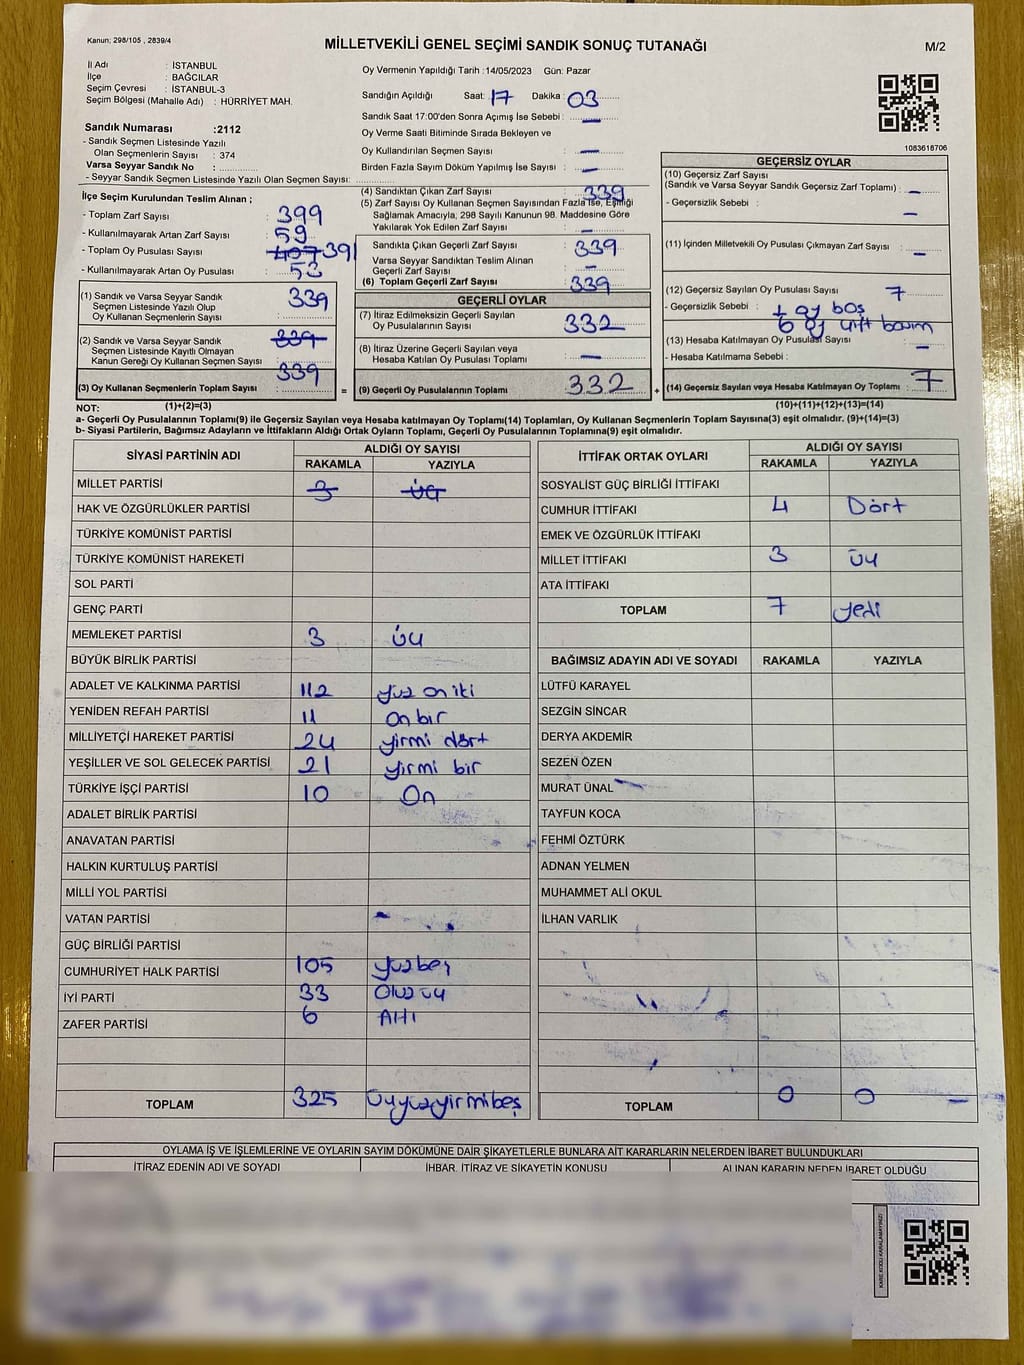 Kanun: 298/105 , 2839/4
MİLLETVEKİLİ GENEL SEÇİMİ SANDIK SONUÇ TUTANAĞI
M/2
İl Adı : İSTANBUL
İlçe : BAĞCILAR
Seçim Çevresi : İSTANBUL-3
Seçim Bölgesi (Mahalle Adı) : HÜRRİYET MAH.
Sandık Numarası :2112
- Sandık Seçmen Listesinde Yazılı
Olan Seçmenlerin Sayısı : 374
Varsa Seyyar Sandık No :
- Seyyar Sandık Seçmen Listesinde Yazılı Olan Seçmen Sayısı:
Oy Vermenin Yapıldığı Tarih :14/05/2023 Gün: Pazar
Sandığın Açıldığı Saat: 17 Dakika : 03
Sandık Saat 17:00'den Sonra Açımış İse Sebebi : —
Oy Verme Saati Bitiminde Sırada Bekleyen ve
Oy Kullandırılan Seçmen Sayısı : —
Birden Fazla Sayım Döküm Yapılmış İse Sayısı : —
1083618706
İlçe Seçim Kurulundan Teslim Alınan ;
- Toplam Zarf Sayısı : 399
- Kullanılmayarak Artan Zarf Sayısı : 59
- Toplam Oy Pusulası Sayısı : 407 391
- Kullanılmayarak Artan Oy Pusulası : 53
(1) Sandık ve Varsa Seyyar Sandık
Seçmen Listesinde Yazılı Olup
Oy Kullanan Seçmenlerin Sayısı : 339
(2) Sandık ve Varsa Seyyar Sandık
Seçmen Listesinde Kayıtlı Olmayan
Kanun Gereği Oy Kullanan Seçmen Sayısı : 339
(3) Oy Kullanan Seçmenlerin Toplam Sayısı : 339
(1)+(2)=(3)
(4) Sandıktan Çıkan Zarf Sayısı : 339
(5) Zarf Sayısı Oy Kullanan Seçmen Sayısından Fazla İse, Eşitliği
Sağlamak Amacıyla, 298 Sayılı Kanunun 98. Maddesine Göre
Yakılarak Yok Edilen Zarf Sayısı : —
Sandıkta Çıkan Geçerli Zarf Sayısı : 339
Varsa Seyyar Sandıktan Teslim Alınan
Geçerli Zarf Sayısı : —
(6) Toplam Geçerli Zarf Sayısı : 339
GEÇERLİ OYLAR
(7) İtiraz Edilmeksizin Geçerli Sayılan
Oy Pusulalarının Sayısı : 332
(8) İtiraz Üzerine Geçerli Sayılan veya
Hesaba Katılan Oy Pusulası Toplamı : —
= (9) Geçerli Oy Pusulalarının Toplamı : 332
GEÇERSİZ OYLAR
(10) Geçersiz Zarf Sayısı
(Sandık ve Varsa Seyyar Sandık Geçersiz Zarf Toplamı) : —
- Geçersizlik Sebebi : —
(11) İçinden Milletvekili Oy Pusulası Çıkmayan Zarf Sayısı : —
(12) Geçersiz Sayılan Oy Pusulası Sayısı : 7
- Geçersizlik Sebebi : 1 oy boş
6 oy çift basım
(13) Hesaba Katılmayan Oy Pusulası Sayısı : —
- Hesaba Katılmama Sebebi :
+ (14) Geçersiz Sayılan veya Hesaba Katılmayan Oy Toplamı : 7
(10)+(11)+(12)+(13)=(14)
NOT:
a- Geçerli Oy Pusulalarının Toplamı(9) ile Geçersiz Sayılan veya Hesap katılmayan Oy Toplamı(14) Toplamları, Oy Kullanan Seçmenlerin Toplam Sayısına(3) eşit olmalıdır. (9)+(14)=(3)
b- Siyasi Partilerin, Bağımsız Adayların ve İttifakların Aldığı Ortak Oyların Toplamı, Geçerli Oy Pusulalarının Toplamına(9) eşit olmalıdır.
SİYASİ PARTİNİN ADI ALDIĞI OY SAYISI
RAKAMLA YAZIYLA
MİLLET PARTİSİ 3 üç
HAK VE ÖZGÜRLÜKLER PARTİSİ
TÜRKİYE KOMÜNİST PARTİSİ
TÜRKİYE KOMÜNİST HAREKETİ
SOL PARTİ
GENÇ PARTİ
MEMLEKET PARTİSİ 3 üç
BÜYÜK BİRLİK PARTİSİ
ADALET VE KALKINMA PARTİSİ 112 yüz on iki
YENİDEN REFAH PARTİSİ 11 On bir
MİLLİYETÇİ HAREKET PARTİSİ 24 yirmi dört
YEŞİLLER VE SOL GELECEK PARTİSİ 21 yirmi bir
TÜRKİYE İŞÇİ PARTİSİ 10 On
ADALET BİRLİK PARTİSİ
ANAVATAN PARTİSİ
HALKIN KURTULUŞ PARTİSİ
MİLLİ YOL PARTİSİ
VATAN PARTİSİ
GÜÇ BİRLİĞİ PARTİSİ
CUMHURİYET HALK PARTİSİ 105 yüzbeş
İYİ PARTİ 33 Otuz üç
ZAFER PARTİSİ 6 Altı
TOPLAM 325 üçyüzyirmibeş
İTTİFAK ORTAK OYLARI ALDIĞI OY SAYISI
RAKAMLA YAZIYLA
SOSYALİST GÜÇ BİRLİĞİ İTTİFAKI
CUMHUR İTTİFAKI 4 Dört
EMEK VE ÖZGÜRLÜK İTTİFAKI
MİLLET İTTİFAKI 3 üç
ATA İTTİFAKI
TOPLAM 7 yedi
BAĞIMSIZ ADAYIN ADI VE SOYADI RAKAMLA YAZIYLA
LÜTFÜ KARAYEL
SEZGİN SİNCAR
DERYA AKDEMİR
SEZEN ÖZEN
MURAT ÜNAL
TAYFUN KOCA
FEHMİ ÖZTÜRK
ADNAN YELMEN
MUHAMMET ALİ OKUL
İLHAN VARLIK
TOPLAM 0 0
OYLAMA İŞ VE İŞLEMLERİNE VE OYLARIN SAYIM DÖKÜMÜNE DAİR ŞİKAYETLERLE BUNLARA AİT KARARLARIN NELERDEN İBARET BULUNDUKLARI
İTİRAZ EDENİN ADI VE SOYADI İHBAR, İTİRAZ VE ŞİKAYETİN KONUSU ALINAN KARARIN NEDEN İBARET OLDUĞU
KARE KODU KARALAMAYINIZ!